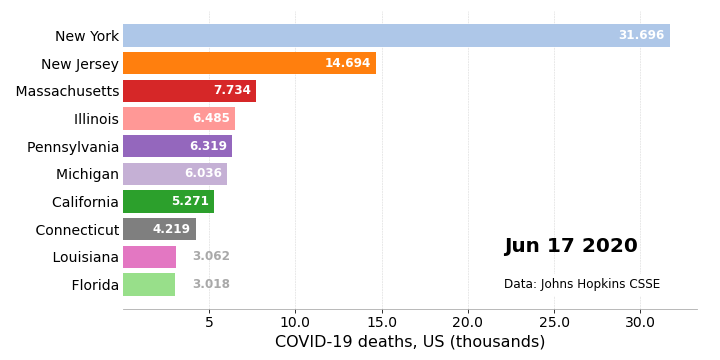 New York 31.696
New Jersey 14.694
Massachusetts 7.734
Illinois 6.485
Pennsylvania 6.319
Michigan 6.036
California 5.271
Connecticut 4.219
Jun 17 2020
Louisiana 3.062
Florida 3.018
Data: Johns Hopkins CSSE
5 10.0 15.0 20.0 25.0 30.0
COVID-19 deaths, US (thousands)